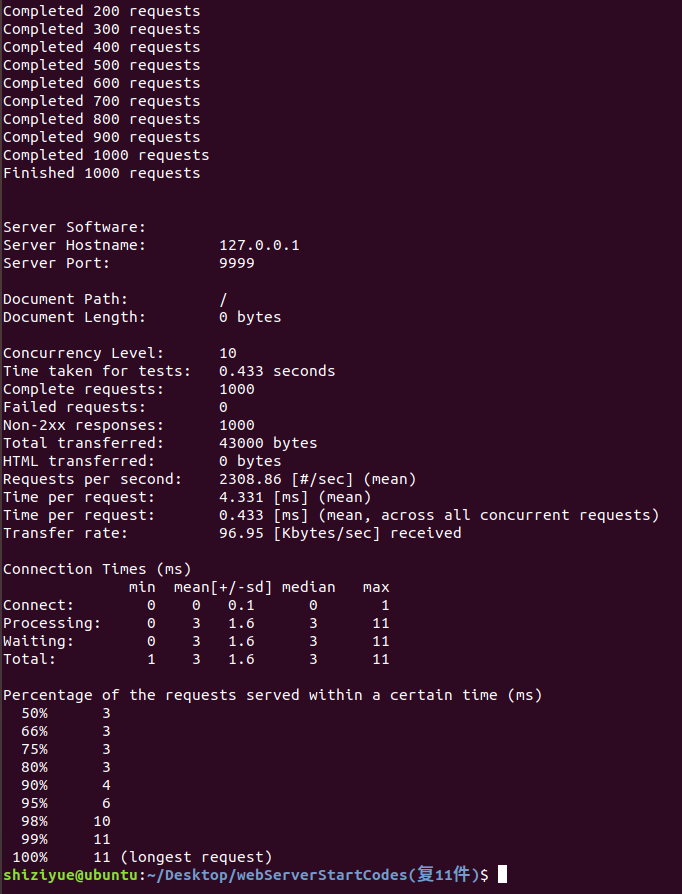 Completed 200 requests
Completed 300 requests
Completed 400 requests
Completed 500 requests
Completed 600 requests
Completed 700 requests
Completed 800 requests
Completed 900 requests
Completed 1000 requests
Finished 1000 requests
Server Software:
Server Hostname:        127.0.0.1
Server Port:            9999
Document Path:          /
Document Length:        0 bytes
Concurrency Level:      10
Time taken for tests:   0.433 seconds
Complete requests:      1000
Failed requests:        0
Non-2xx responses:      1000
Total transferred:      43000 bytes
HTML transferred:       0 bytes
Requests per second:    2308.86 [#/sec] (mean)
Time per request:       4.331 [ms] (mean)
Time per request:       0.433 [ms] (mean, across all concurrent requests)
Transfer rate:          96.95 [Kbytes/sec] received
Connection Times (ms)
              min  mean[+/-sd] median   max
Connect:        0    0   0.1      0       1
Processing:     0    3   1.6      3      11
Waiting:        0    3   1.6      3      11
Total:          1    3   1.6      3      11
Percentage of the requests served within a certain time (ms)
  50%      3
  66%      3
  75%      3
  80%      3
  90%      4
  95%      6
  98%     10
  99%     11
 100%     11 (longest request)
shiziyue@ubuntu:~/Desktop/webServerStartCodes(复11件)$